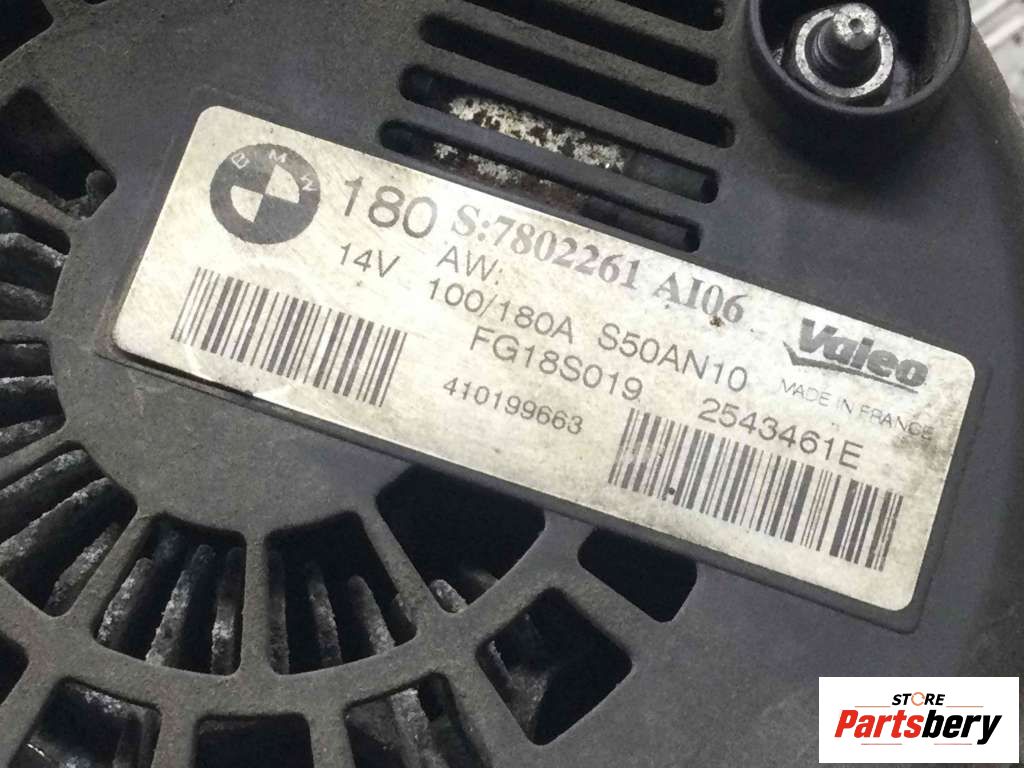 BMW
180 S:7802261 AI06
14V AW:
100/180A S50AN10
Valeo
MADE IN FRANCE
FG18S019 2543461E
410199663
STORE
Partsbery